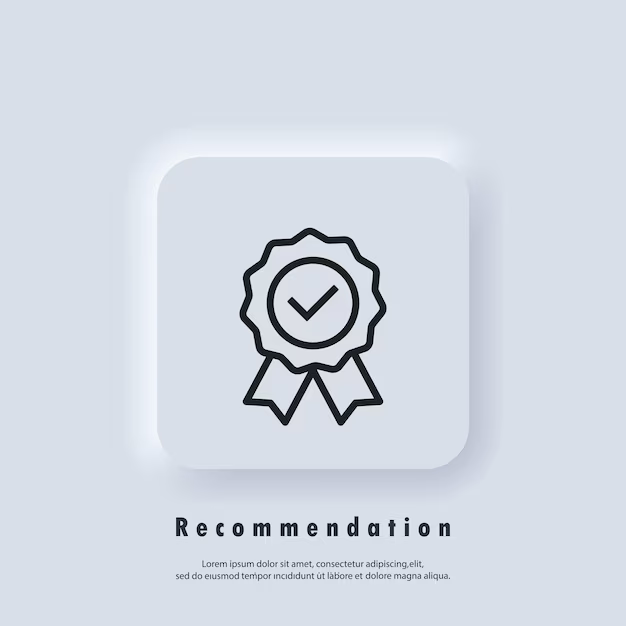 Recommendation
Lorem ipsum dolor sit amet, consectetur adipiscing,elit,
sed do eiusmod tempor incididunt ut labore et dolore magna aliqua.